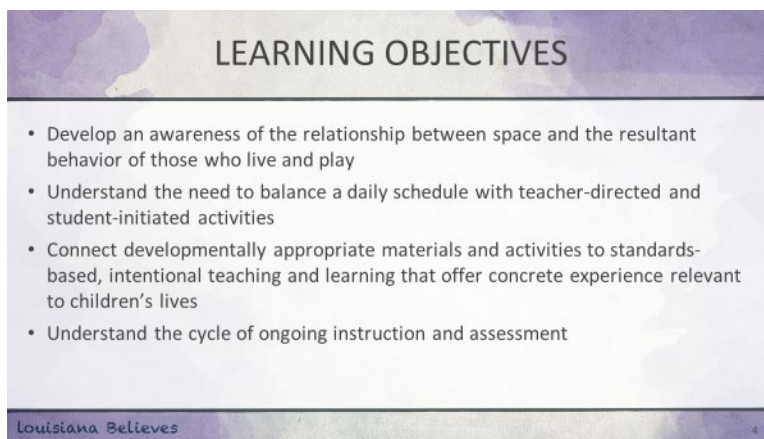 LEARNING OBJECTIVES
• Develop an awareness of the relationship between space and the resultant
behavior of those who live and play
• Understand the need to balance a daily schedule with teacher-directed and
student-initiated activities
• Connect developmentally appropriate materials and activities to standards-
based, intentional teaching and learning that offer concrete experience relevant
to children's lives
• Understand the cycle of ongoing instruction and assessment
Louisiana Believes
4